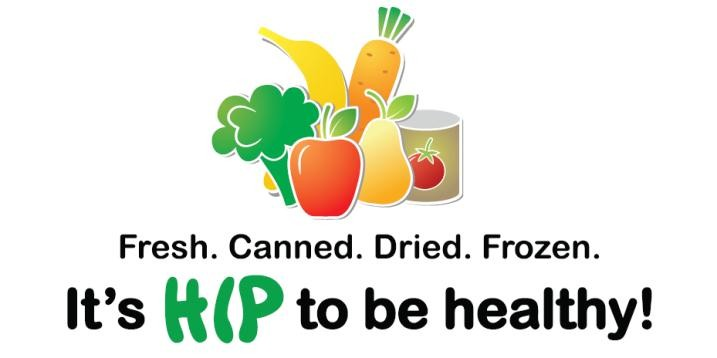 Fresh. Canned. Dried. Frozen.
It's HIP to be healthy!